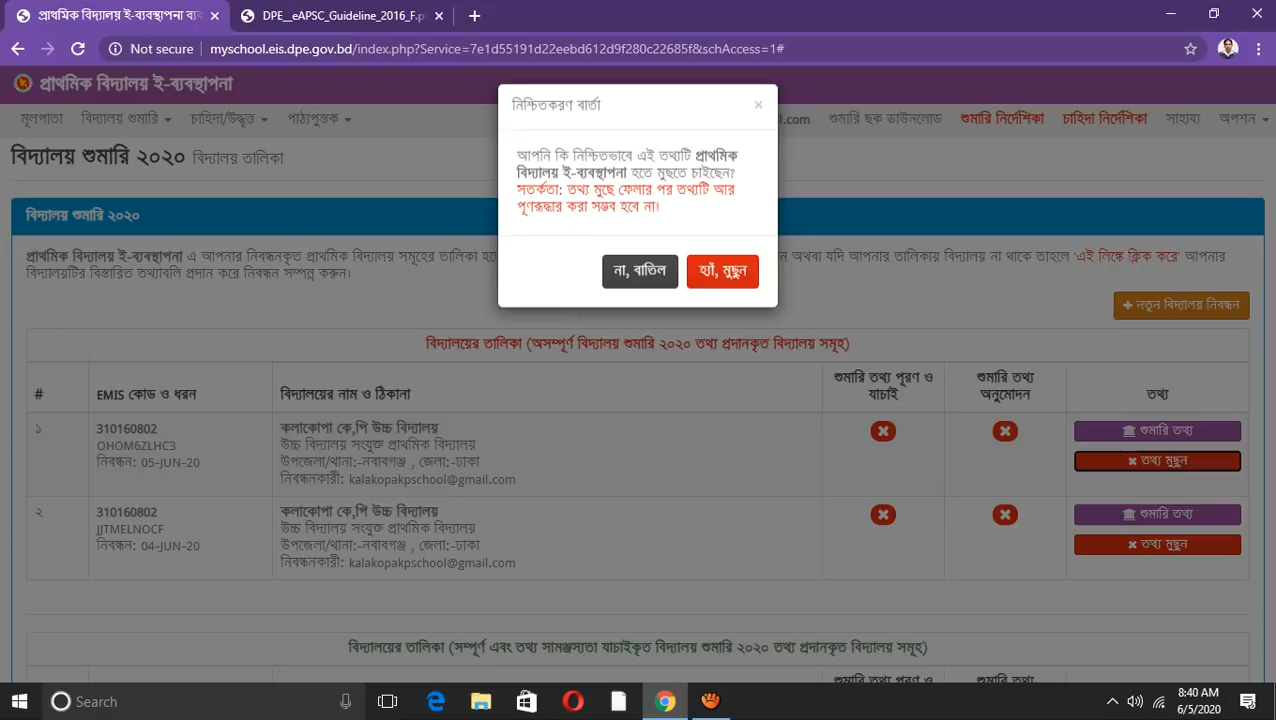 প্রাথমিক বিদ্যালয় ই-ব্যবস্থাপনা
DPE__eAPSC_Guideline_2016_F.p
Not secure
myschool.eis.dpe.gov.bd/index.php?Service=7e1d55191d22eebd612d9f280c22685f&schAccess=1#
প্রাথমিক বিদ্যালয় ই-ব্যবস্থাপনা
মূলপাতা বিদ্যালয় শুমারি চাহিদা/উদ্ধৃত্ত পাঠ্যপুস্তক
il.com শুমারি ছক ডাউনলোড শুমারি নির্দেশিকা চাহিদা নির্দেশিকা সাহায্য অপশন
নিশ্চিতকরণ বার্তা
×
আপনি কি নিশ্চিতভাবে এই তথ্যটি প্রাথমিক
বিদ্যালয় ই-ব্যবস্থাপনা হতে মুছতে চাইছেন?
সতর্কতা: তথ্য মুছে ফেলার পর তথ্যটি আর
পূণরূদ্ধার করা সম্ভব হবে না!
না, বাতিল হ্যাঁ, মুছুন
বিদ্যালয় শুমারি ২০২০ বিদ্যালয় তালিকা
বিদ্যালয় শুমারি ২০২০
প্রাথমিক বিদ্যালয় ই-ব্যবস্থাপনা এ আপনার নিবন্ধনকৃত প্রাথমিক বিদ্যালয় সমূহের তালিকা অথবা যদি আপনার তালিকায় বিদ্যালয় না থাকে তাহলে 'এই লিঙ্কে ক্লিক করে' আপনার
বিদ্যালয়টির বিস্তারিত তথ্যবলি প্রদান করে নিবন্ধন সম্পন্ন করুন।
নতুন বিদ্যালয় নিবন্ধন
বিদ্যালয়ের তালিকা (অসম্পূর্ণ বিদ্যালয় শুমারি ২০২০ তথ্য প্রদানকৃত বিদ্যালয় সমূহ)
# EMIS কোড ও ধরন বিদ্যালয়ের নাম ও ঠিকানা শুমারি তথ্য পূরণ ও যাচাই শুমারি তথ্য অনুমোদন তথ্য
১ 310160802 কলাকোপা কে,পি উচ্চ বিদ্যালয় শুমারি তথ্য
OHOM6ZLHC3 উচ্চ বিদ্যালয় সংযুক্ত প্রাথমিক বিদ্যালয়
নিবন্ধন: 05-JUN-20 উপজেলা/থানা:-নবাবগঞ্জ , জেলা:-ঢাকা তথ্য মুছুন
নিবন্ধনকারী: kalakopakpschool@gmail.com
২ 310160802 কলাকোপা কে,পি উচ্চ বিদ্যালয় শুমারি তথ্য
JJTMELNOCF উচ্চ বিদ্যালয় সংযুক্ত প্রাথমিক বিদ্যালয়
নিবন্ধন: 04-JUN-20 উপজেলা/থানা:-নবাবগঞ্জ , জেলা:-ঢাকা তথ্য মুছুন
নিবন্ধনকারী: kalakopakpschool@gmail.com
বিদ্যালয়ের তালিকা (সম্পূর্ণ এবং তথ্য সামঞ্জস্যতা যাচাইকৃত বিদ্যালয় শুমারি ২০২০ তথ্য প্রদানকৃত বিদ্যালয় সমূহ)
শুমারি তথ্য পূরণ ও শুমারি তথ্য
Search
8:40 AM
6/5/2020